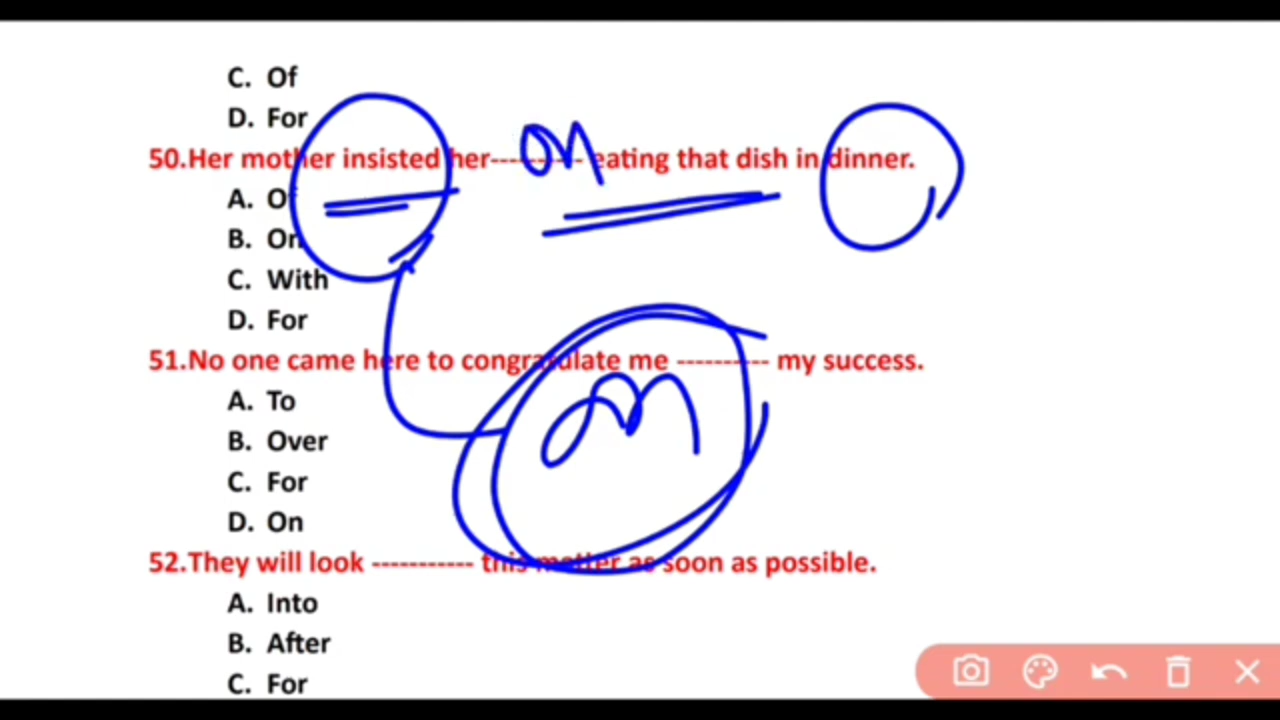 C. Of
D. For
on
50.Her mother insisted her---------- eating that dish in dinner.
A. Of
B. On
C. With
D. For
51.No one came here to congratulate me ---------- my success.
A. To
B. Over
C. For
D. On
on
52.They will look ----------- this matter as soon as possible.
A. Into
B. After
C. For